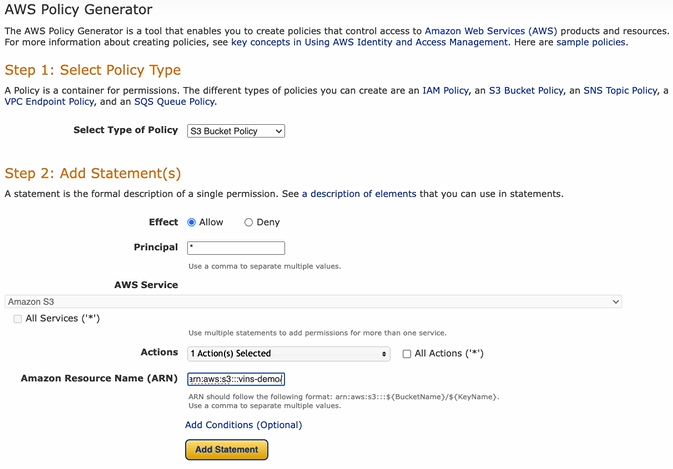 AWS Policy Generator
The AWS Policy Generator is a tool that enables you to create policies that control access to Amazon Web Services (AWS) products and resources.
For more information about creating policies, see key concepts in Using AWS Identity and Access Management. Here are sample policies.
Step 1: Select Policy Type
A Policy is a container for permissions. The different types of policies you can create are an IAM Policy, an S3 Bucket Policy, an SNS Topic Policy, a
VPC Endpoint Policy, and an SQS Queue Policy.
Select Type of Policy S3 Bucket Policy
Step 2: Add Statement(s)
A statement is the formal description of a single permission. See a description of elements that you can use in statements.
Effect Allow Deny
Principal *
Use a comma to separate multiple values.
AWS Service
Amazon S3
All Services ('*')
Use multiple statements to add permissions for more than one service.
Actions 1 Action(s) Selected All Actions ('*')
Amazon Resource Name (ARN) arn:aws:s3:::vins-demo/
ARN should follow the following format: arn:aws:s3:::${BucketName}/${KeyName}.
Use a comma to separate multiple values.
Add Conditions (Optional)
Add Statement